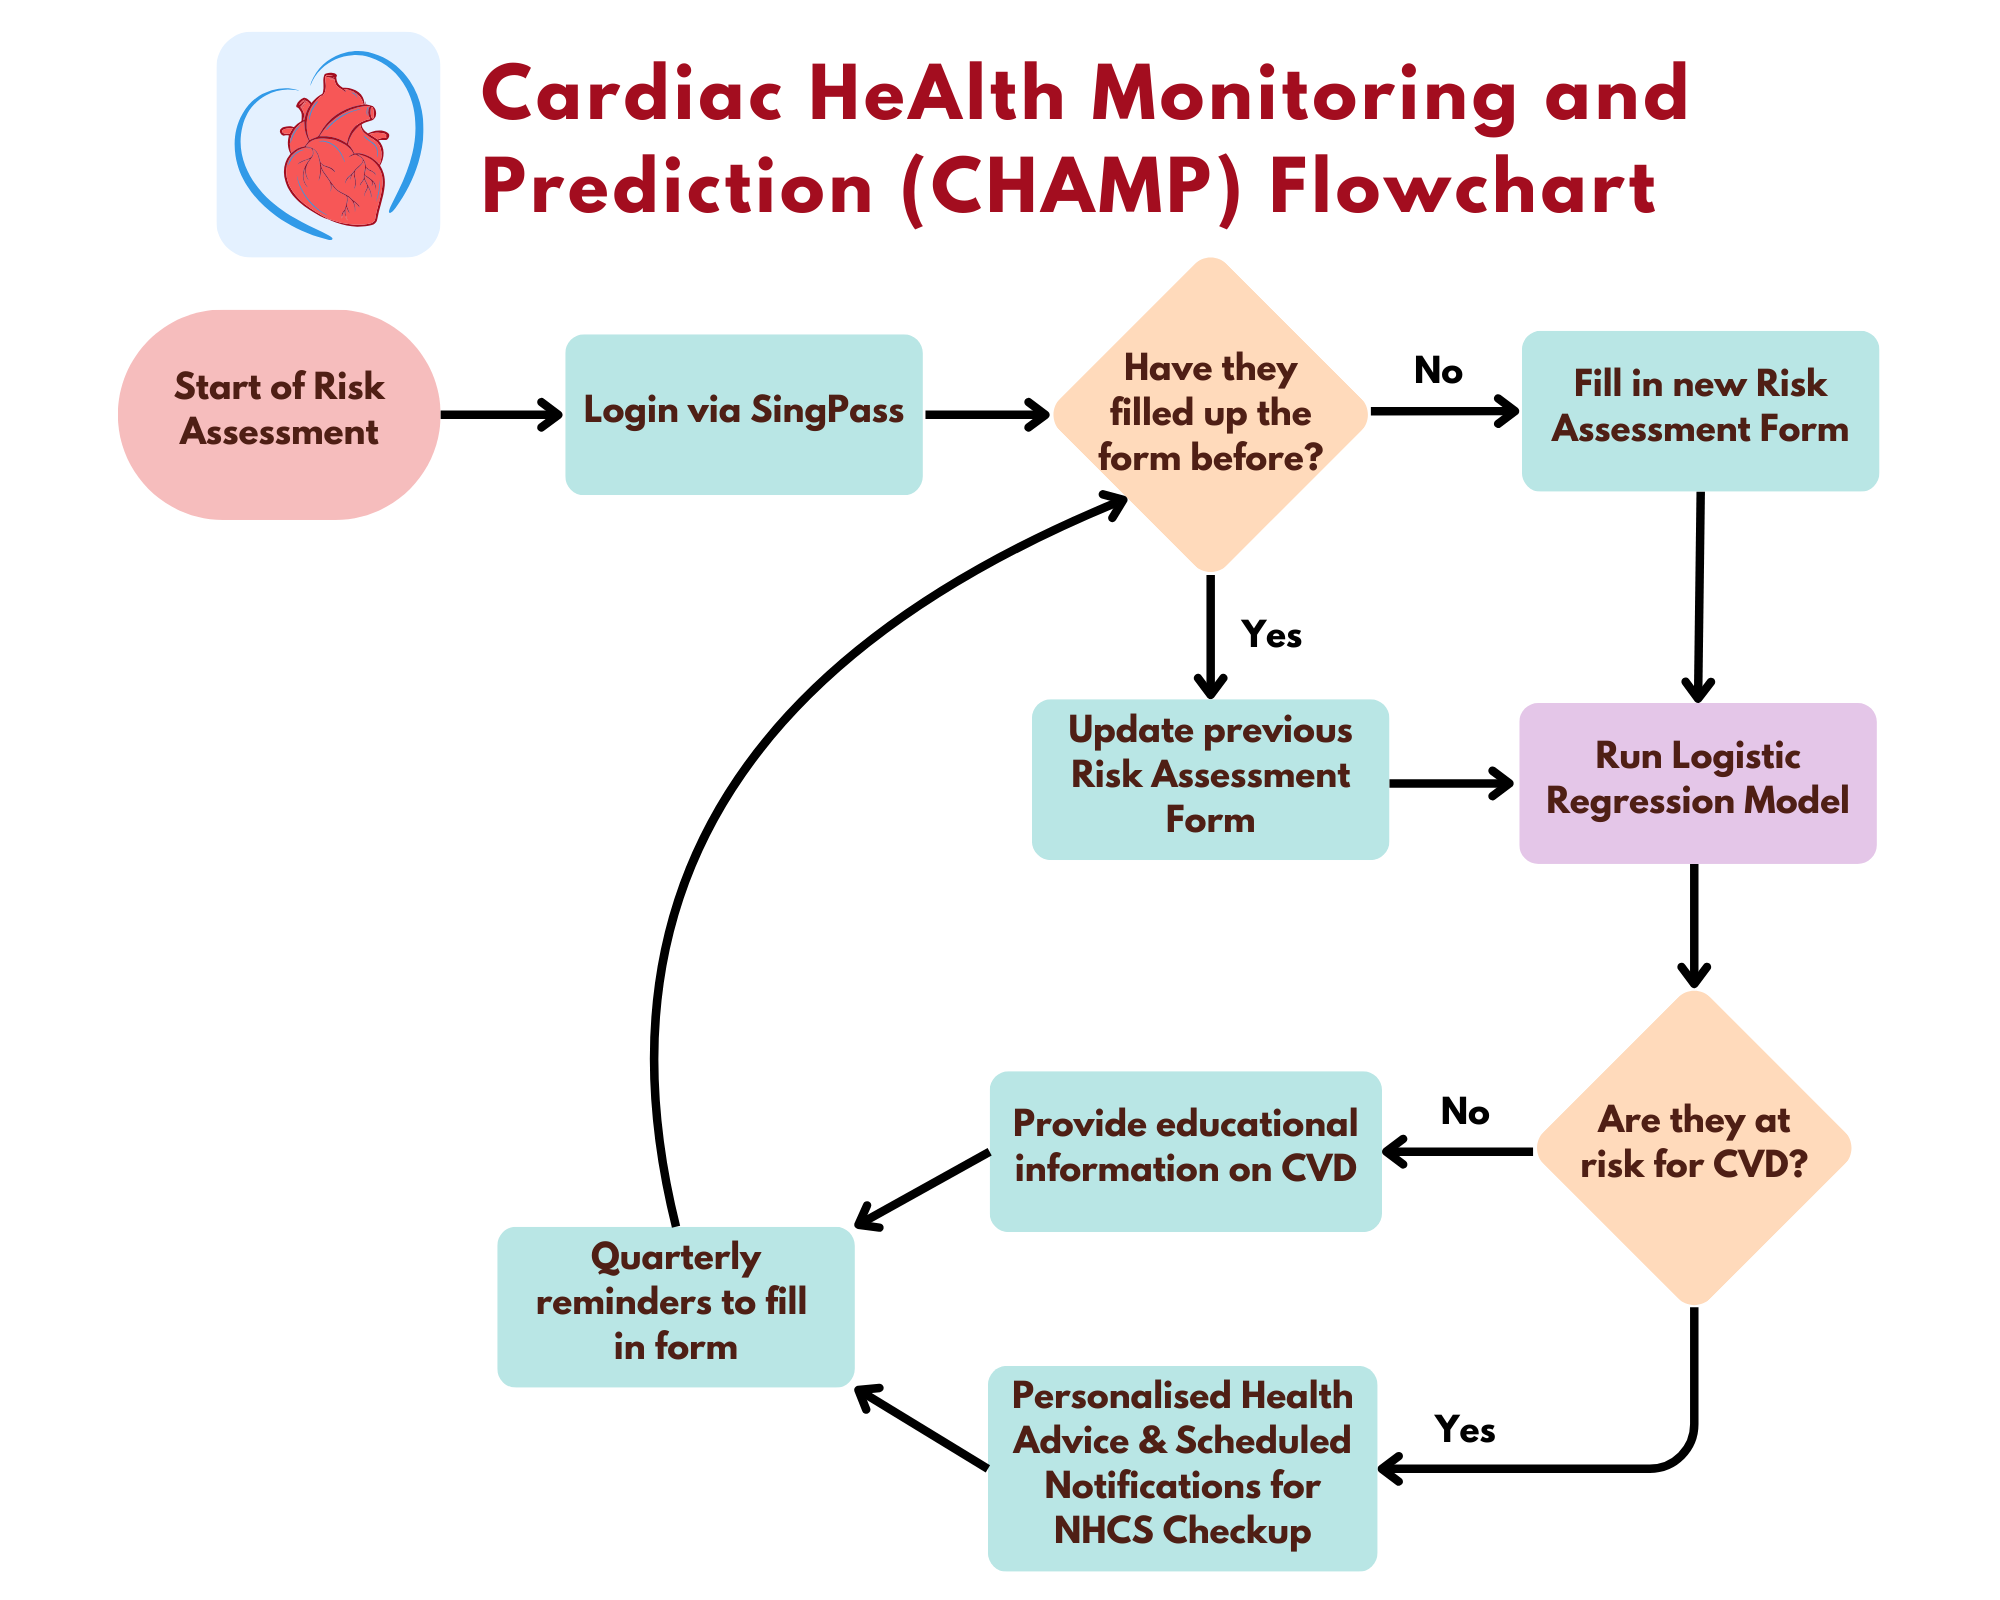 Cardiac HeAlth Monitoring and
Prediction (CHAMP) Flowchart
Start of Risk
Assessment
Login via SingPass
Have they
filled up the
form before?
No
Fill in new Risk
Assessment Form
Yes
Update previous
Risk Assessment
Form
Run Logistic
Regression Model
Are they at
risk for CVD?
No
Provide educational
information on CVD
Yes
Personalised Health
Advice & Scheduled
Notifications for
NHCS Checkup
Quarterly
reminders to fill
in form